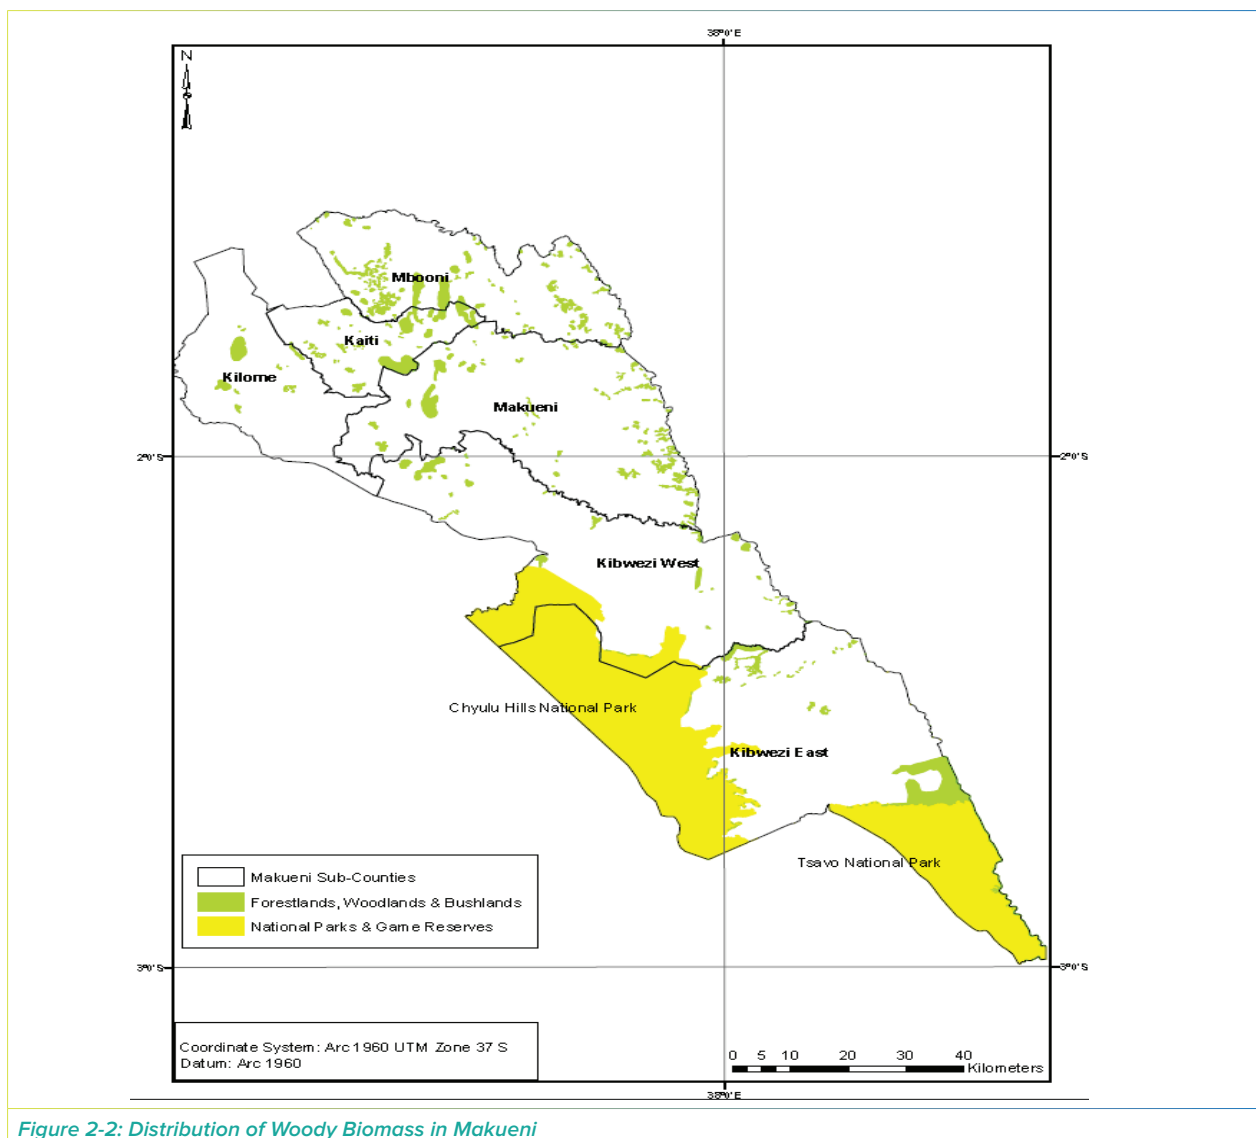 38°0'E
N
Mbooni
Kaiti
Kilome
Makueni
2°0'S
2°0'S
Kibwezi West
Chyulu Hills National Park
Kibwezi East
Tsavo National Park
Makueni Sub-Counties
Forestlands, Woodlands & Bushlands
National Parks & Game Reserves
3°0'S
3°0'S
Coordinate System: Arc 1960 UTM Zone 37 S
Datum: Arc 1960
0 5 10 20 30 40
Kilometers
38°0'E
Figure 2-2: Distribution of Woody Biomass in Makueni